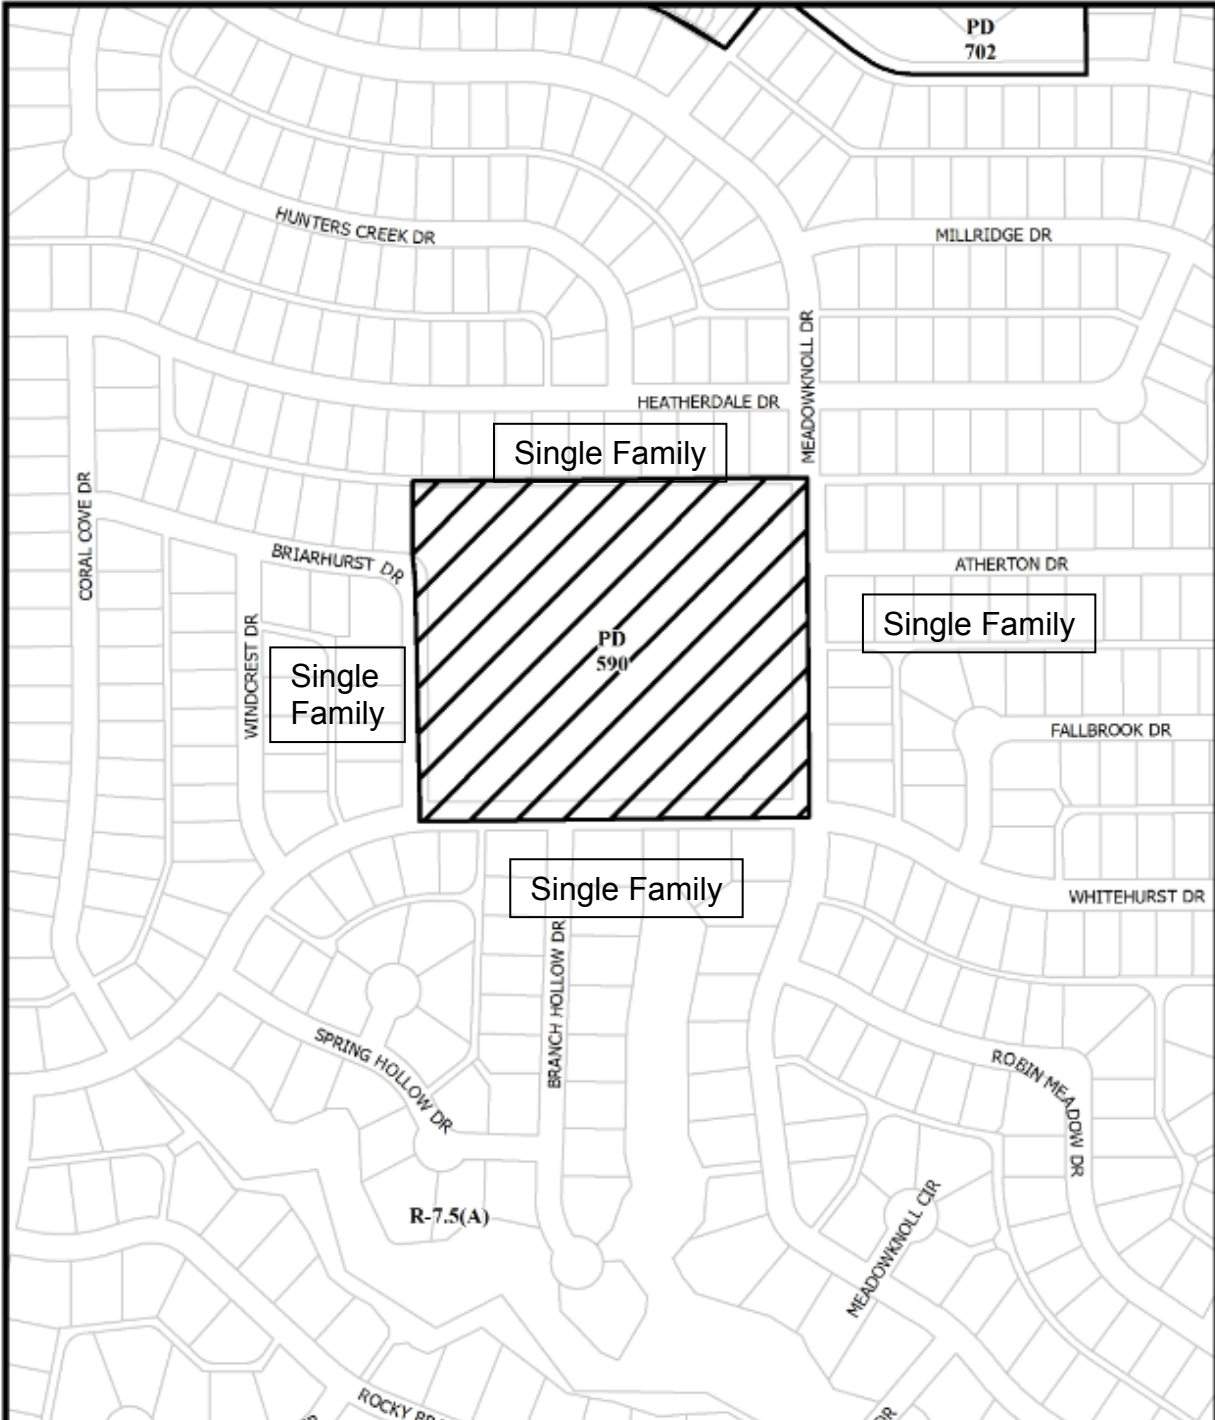 PD
702
HUNTERS CREEK DR
MILLRIDGE DR
MEADOWKNOLL DR
HEATHERDALE DR
Single Family
CORAL COVE DR
BRIARHURST DR
ATHERTON DR
WINDCREST DR
Single Family
PD
590
Single
Family
FALLBROOK DR
Single Family
WHITEHURST DR
BRANCH HOLLOW DR
SPRING HOLLOW DR
ROBIN MEADOW DR
R-7.5(A)
MEADOWKNOLL CIR
ROCKY
DR